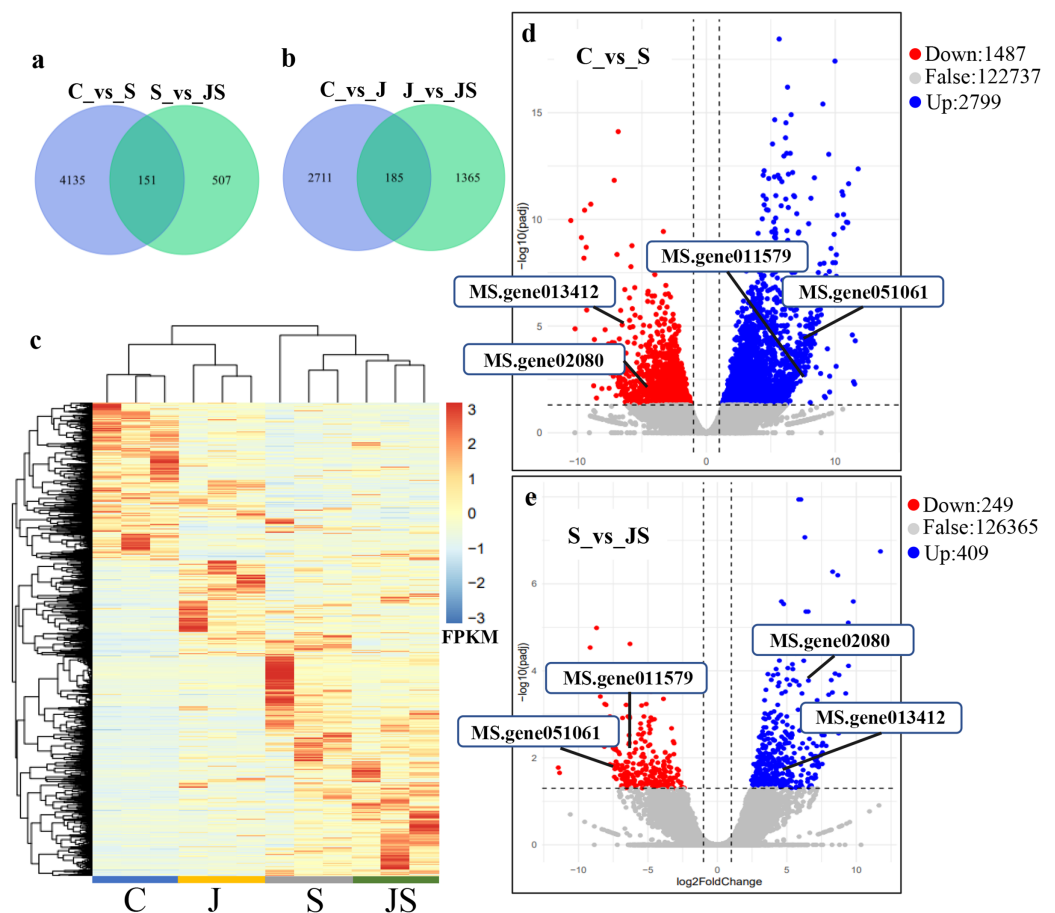 a
C_vs_S S_vs_JS
4135 151 507
b
C_vs_J J_vs_JS
2711 185 1365
c
3
2
1
0
−1
−2
−3
FPKM
C J S JS
d
C_vs_S
Down:1487
False:122737
Up:2799
−log10(padj)
15
10
5
0
−10 0 10
MS.gene011579
MS.gene013412
MS.gene051061
MS.gene02080
e
S_vs_JS
Down:249
False:126365
Up:409
−log10(padj)
6
4
2
0
MS.gene02080
MS.gene011579
MS.gene013412
MS.gene051061
−10 −5 0 5 10
log2FoldChange